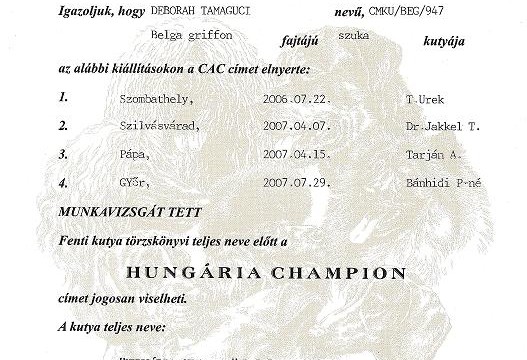 Igazoljuk, hogy DEBORAH TAMAGUCI nevű, CMKU/BEG/947
Belga griffon fajtájú szuka kutyája
az alábbi kiállításokon a CAC címet elnyerte:
1. Szombathely, 2006.07.22. T.Urek
2. Szilvásvárad, 2007.04.07. Dr.Jakkel T.
3. Pápa, 2007.04.15. Tarján A.
4. GYőr, 2007.07.29. Bánhidi P-né
MUNKAVIZSGÁT TETT
Fenti kutya törzskönyvi teljes neve előtt a
HUNGÁRIA CHAMPION
címet jogosan viselheti.
A kutya teljes neve: